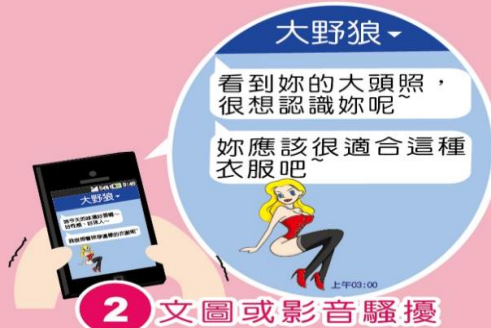 大野狼
看到妳的大頭照，
很想認識妳呢~
妳應該很適合這種
衣服吧~
上午03:00
大野狼
2 文圖或影音騷擾